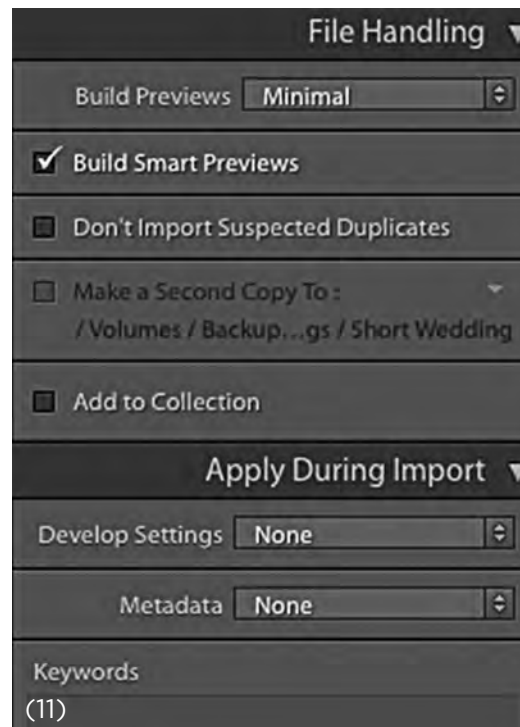 File Handling
Build Previews Minimal
Build Smart Previews
Don't Import Suspected Duplicates
Make a Second Copy To :
/ Volumes / Backup...gs / Short Wedding
Add to Collection
Apply During Import
Develop Settings None
Metadata None
Keywords
(11)